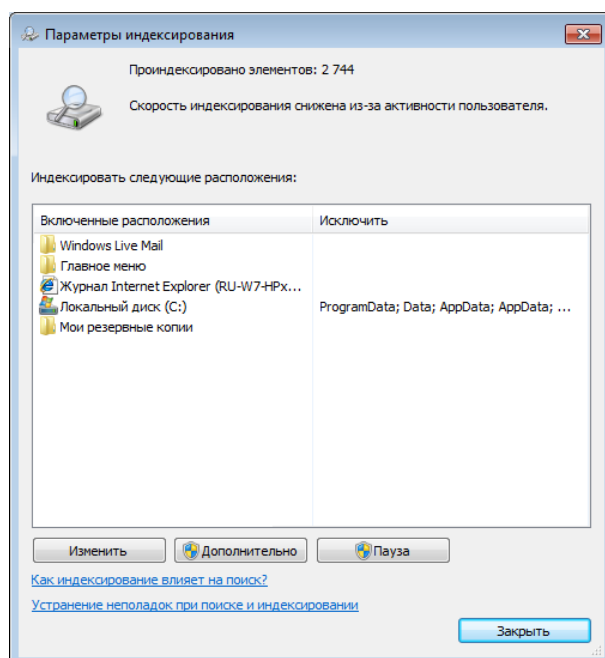 Параметры индексирования
Проиндексировано элементов: 2 744
Скорость индексирования снижена из-за активности пользователя.
Индексировать следующие расположения:
Включенные расположения Исключить
Windows Live Mail
Главное меню
Журнал Internet Explorer (RU-W7-HPx...
Локальный диск (C:) ProgramData; Data; AppData; AppData; ...
Мои резервные копии
Изменить Дополнительно Пауза
Как индексирование влияет на поиск?
Устранение неполадок при поиске и индексировании
Закрыть